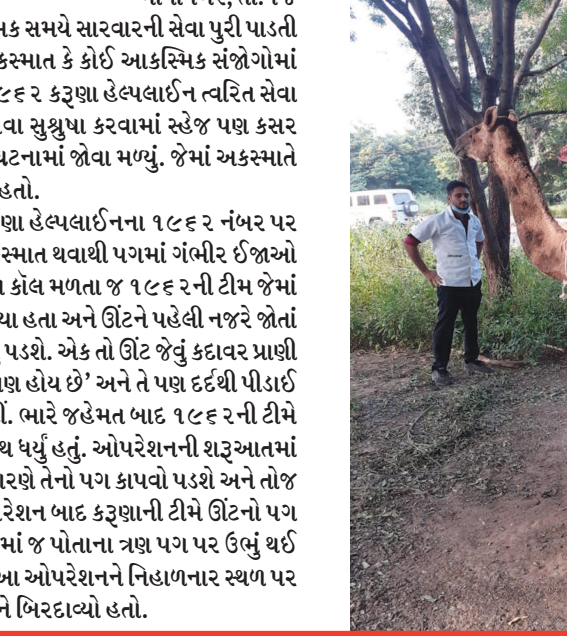 સમયે સારવારની સેવા પુરી પાડતી
કસ્માત કે કોઈ આકસ્મિક સંજોગોમાં
૯૬૨ કરૂણા હેલ્પલાઈન ત્વરિત સેવા
વા સુશ્રુષા કરવામાં સ્હેજ પણ કસર
ઘટનામાં જોવા મળ્યું. જેમાં અકસ્માતે
હતો.
ણા હેલ્પલાઈનના ૧૯૬૨ નંબર પર
સ્માત થવાથી પગમાં ગંભીર ઈજાઓ
કૉલ મળતા જ ૧૯૬૨ની ટીમ જેમાં
યા હતા અને ઊંટને પહેલી નજરે જોતાં
પડશે. એક તો ઊંટ જેવું કદાવર પ્રાણી
ણ હોય છે’ અને તે પણ દર્દથી પીડાઈ
ભારે જહેમત બાદ ૧૯૬૨ની ટીમે
થ ધર્યું હતું. ઓપરેશનની શરૂઆતમાં
ારણે તેનો પગ કાપવો પડશે અને તોજ
રેશન બાદ કરૂણાની ટીમે ઊંટનો પગ
માં જ પોતાના ત્રણ પગ પર ઉભું થઈ
આ ઓપરેશનને નિહાળનાર સ્થળ પર
ને બિરદાવ્યો હતો.